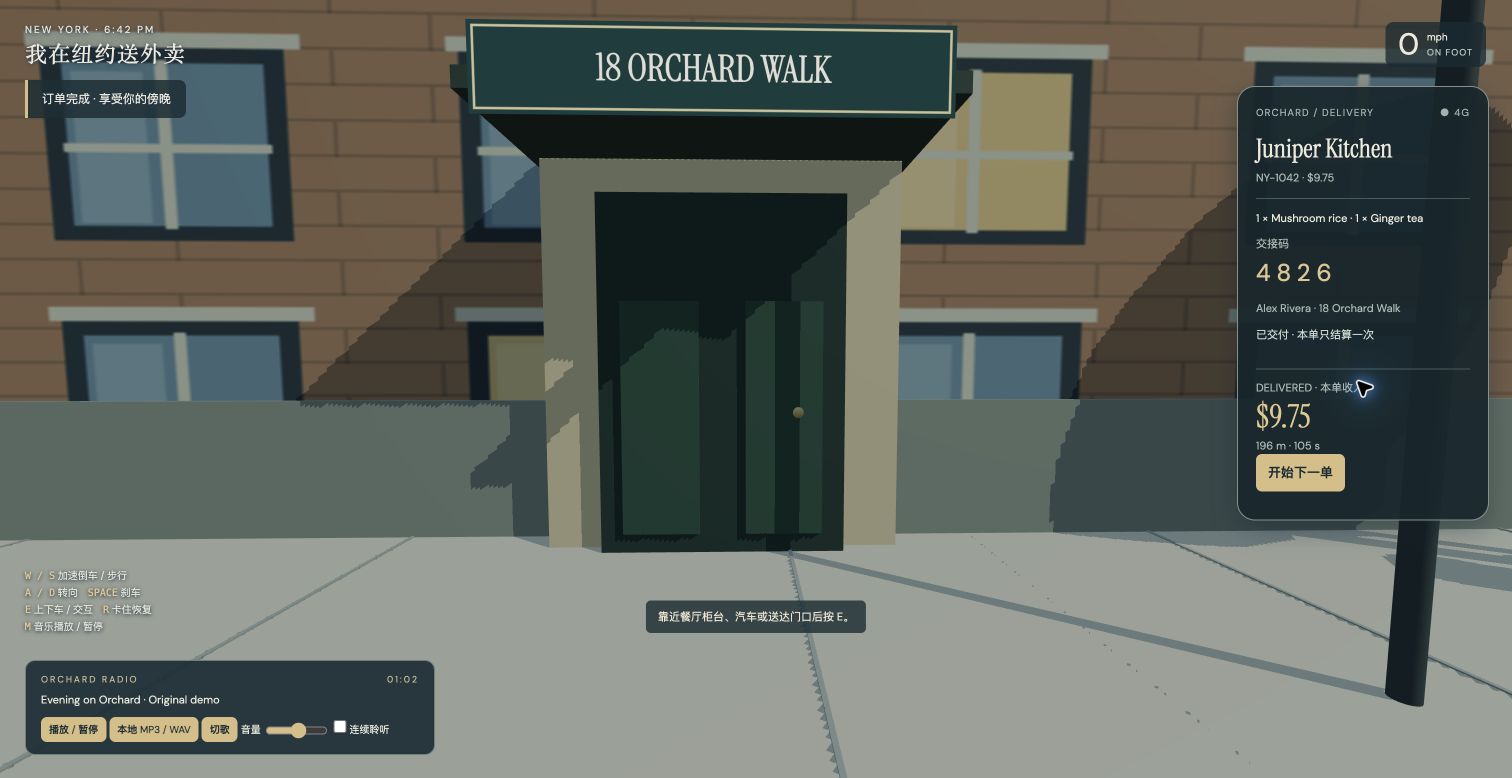 NEW YORK · 6:42 PM
我在纽约送外卖
订单完成 · 享受你的傍晚
18 ORCHARD WALK
0 mph
ON FOOT
ORCHARD / DELIVERY
4G
Juniper Kitchen
NY-1042 · $9.75
1 × Mushroom rice · 1 × Ginger tea
交接码
4826
Alex Rivera · 18 Orchard Walk
已交付 · 本单只结算一次
DELIVERED · 本单收
$9.75
196 m · 105 s
开始下一单
W / S 加速倒车 / 步行
A / D 转向 SPACE 刹车
E 上下车 / 交互 R 卡住恢复
M 音乐播放 / 暂停
靠近餐厅柜台、汽车或送达门口后按 E。
ORCHARD RADIO
01:02
Evening on Orchard · Original demo
播放 / 暂停 本地 MP3 / WAV 切歌 音量 连续聆听